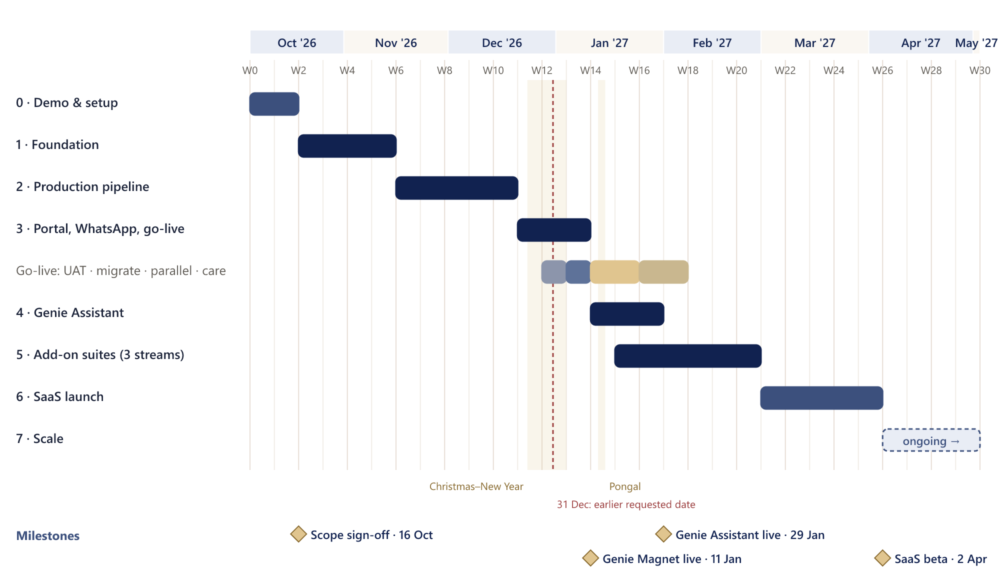 Oct '26 Nov '26 Dec '26 Jan '27 Feb '27 Mar '27 Apr '27 May '27
W0 W2 W4 W6 W8 W10 W12 W14 W16 W18 W20 W22 W24 W26 W28 W30
0 · Demo & setup
1 · Foundation
2 · Production pipeline
3 · Portal, WhatsApp, go-live
Go-live: UAT · migrate · parallel · care
4 · Genie Assistant
5 · Add-on suites (3 streams)
6 · SaaS launch
7 · Scale
ongoing →
Christmas–New Year
Pongal
31 Dec: earlier requested date
Milestones
Scope sign-off · 16 Oct
Genie Assistant live · 29 Jan
Genie Magnet live · 11 Jan
SaaS beta · 2 Apr